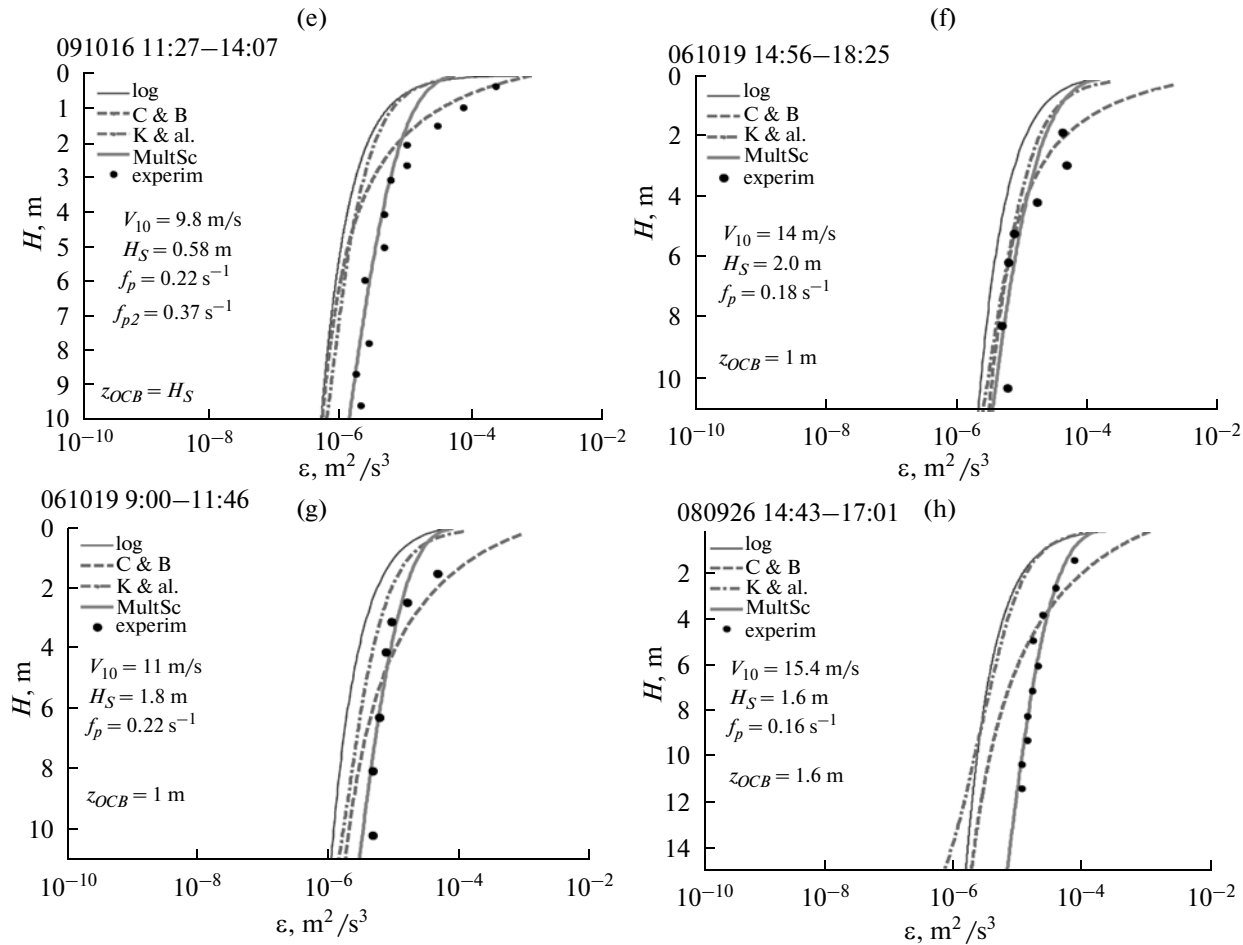 (e)
091016 11:27–14:07
0
1
2
3
4
5
6
7
8
9
10
H, m
log
C & B
K & al.
MultSc
experim
V10 = 9.8 m/s
HS = 0.58 m
fp = 0.22 s−1
fp2 = 0.37 s−1
zOCB = HS
10−10 10−8 10−6 10−4 10−2
ε, m2/s3
(f)
061019 14:56–18:25
0
2
4
6
8
10
H, m
log
C & B
K & al.
MultSc
experim
V10 = 14 m/s
HS = 2.0 m
fp = 0.18 s−1
zOCB = 1 m
10−10 10−8 10−6 10−4 10−2
ε, m2/s3
(g)
061019 9:00–11:46
0
2
4
6
8
10
H, m
log
C & B
K & al.
MultSc
experim
V10 = 11 m/s
HS = 1.8 m
fp = 0.22 s−1
zOCB = 1 m
10−10 10−8 10−6 10−4 10−2
ε, m2/s3
(h)
080926 14:43–17:01
2
4
6
8
10
12
14
H, m
log
C & B
K & al.
MultSc
experim
V10 = 15.4 m/s
HS = 1.6 m
fp = 0.16 s−1
zOCB = 1.6 m
10−10 10−8 10−6 10−4 10−2
ε, m2/s3